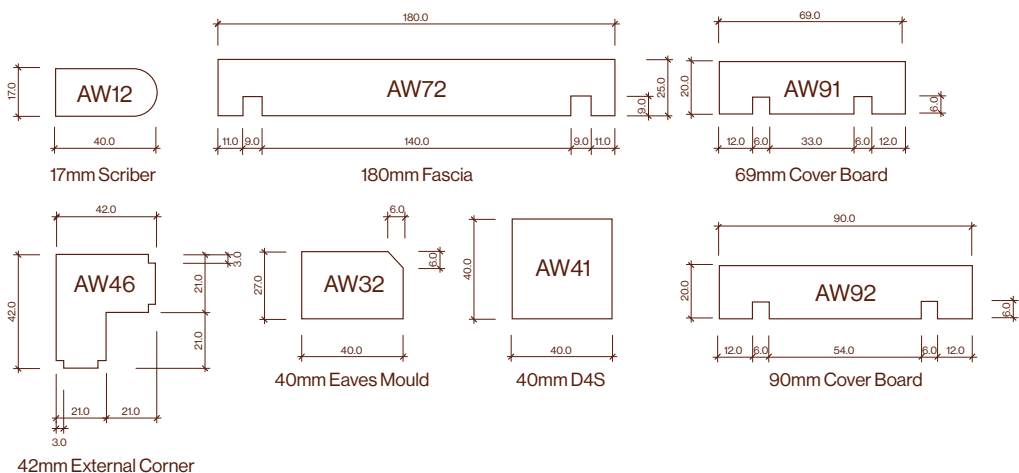 180.0
69.0
17.0
AW12
AW72
25.0
9.0
20.0
AW91
6.0
40.0
11.0 9.0 140.0 9.0 11.0
12.0 6.0 33.0 6.0 12.0
17mm Scriber
180mm Fascia
69mm Cover Board
42.0
6.0
90.0
3.0
42.0
AW46
21.0
21.0
27.0
AW32
6.0
40.0
AW41
20.0
AW92
6.0
40.0
40.0
12.0 6.0 54.0 6.0 12.0
40mm Eaves Mould
40mm D4S
90mm Cover Board
21.0 21.0
3.0
42mm External Corner